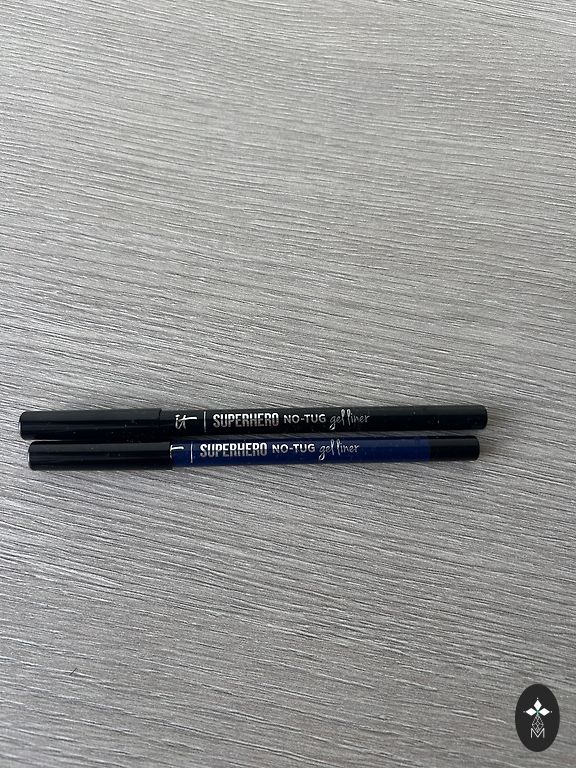 it | SUPERHERO NO-TUG gel liner
SUPERHERO NO-TUG gel liner
M